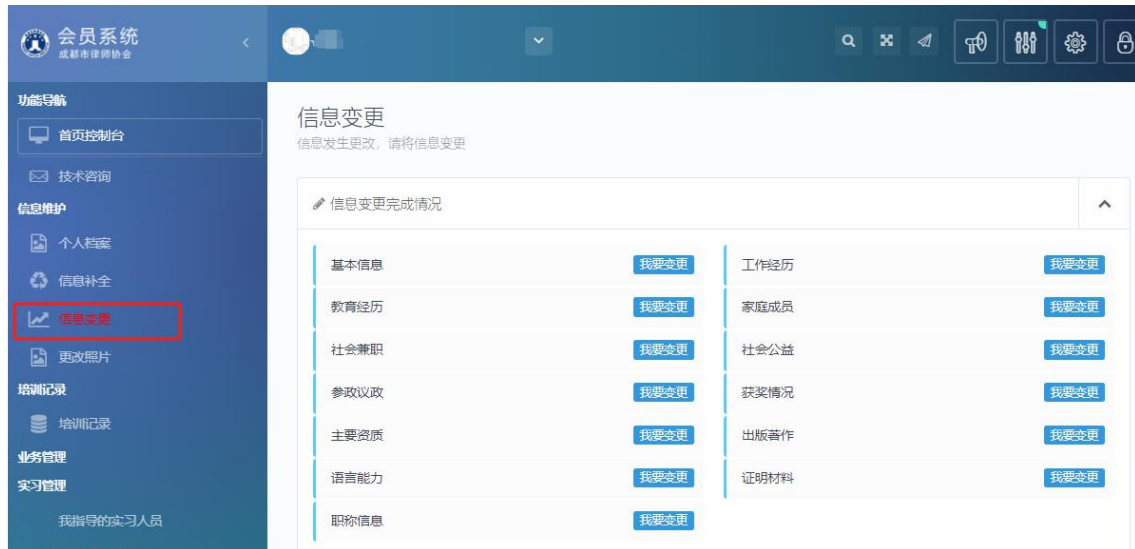 会员系统
成都市律师协会
功能导航
首页控制台
技术咨询
信息维护
个人档案
信息补全
信息变更
更改照片
培训记录
培训记录
业务管理
实习管理
我指导的实习人员
信息变更
信息发生更改，请将信息变更
信息变更完成情况
基本信息 我要变更 工作经历 我要变更
教育经历 我要变更 家庭成员 我要变更
社会兼职 我要变更 社会公益 我要变更
参政议政 我要变更 获奖情况 我要变更
主要资质 我要变更 出版著作 我要变更
语言能力 我要变更 证明材料 我要变更
职称信息 我要变更